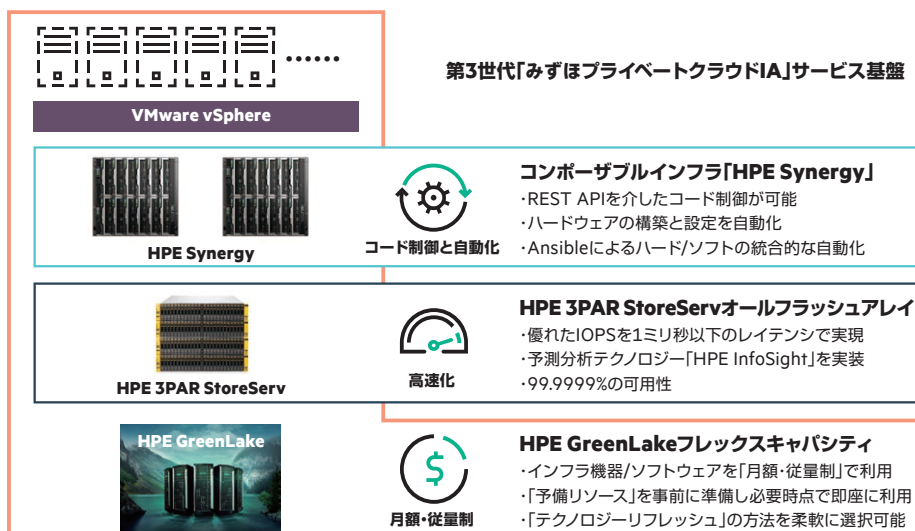 第3世代「みずほプライベートクラウドIA」サービス基盤
VMware vSphere
HPE Synergy
コード制御と自動化
コンポーザブルインフラ「HPE Synergy」
・REST APIを介したコード制御が可能
・ハードウェアの構築と設定を自動化
・Ansibleによるハード/ソフトの統合的な自動化
HPE 3PAR StoreServ
高速化
HPE 3PAR StoreServオールフラッシュアレイ
・優れたIOPSを1ミリ秒以下のレイテンシで実現
・予測分析テクノロジー「HPE InfoSight」を実装
・99.9999%の可用性
HPE GreenLake
月額・従量制
HPE GreenLakeフレックスキャパシティ
・インフラ機器/ソフトウェアを「月額・従量制」で利用
・「予備リソース」を事前に準備し必要時点で即座に利用
・「テクノロジーリフレッシュ」の方法を柔軟に選択可能